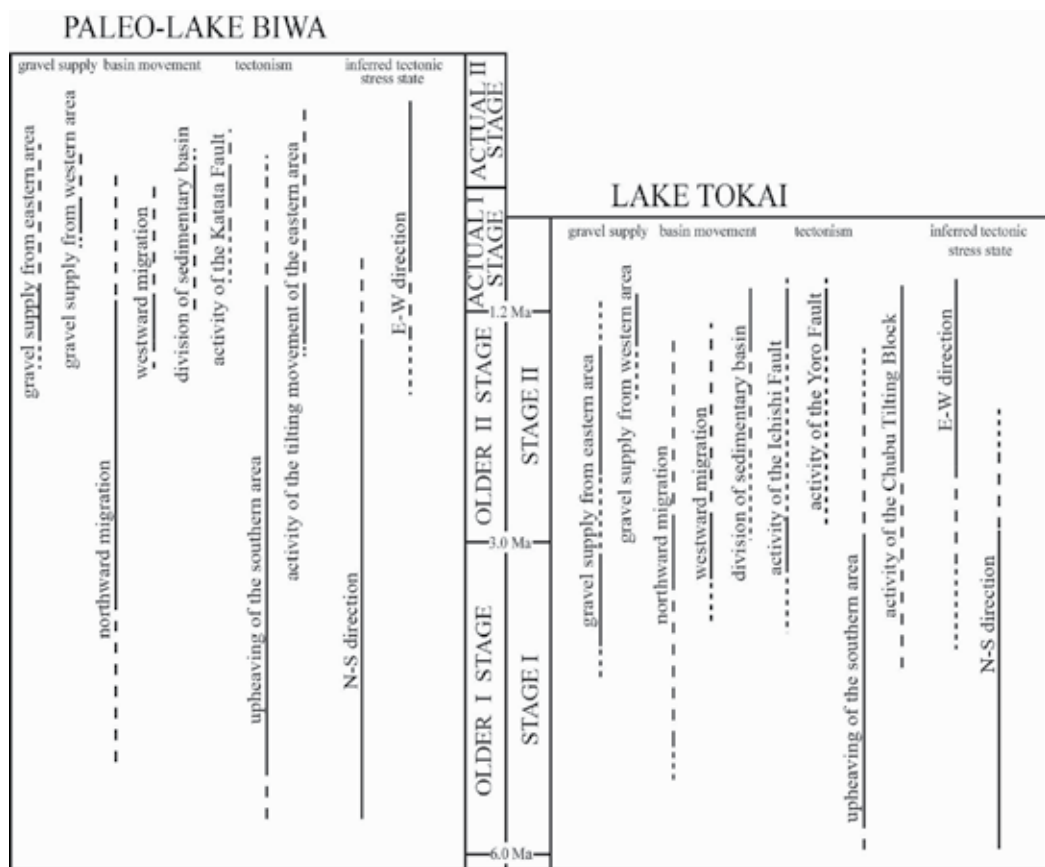 PALEO-LAKE BIWA
gravel supply
basin movement
tectonism
inferred tectonic
stress state
gravel supply from eastern area
gravel supply from western area
northward migration
westward migration
division of sedimentary basin
activity of the Katata Fault
upheaving of the southern area
activity of the tilting movement of the eastern area
N-S direction
E-W direction
ACTUAL II
STAGE
ACTUAL I
STAGE
1.2 Ma
OLDER II STAGE
3.0 Ma
OLDER I STAGE
6.0 Ma
STAGE II
STAGE I
LAKE TOKAI
gravel supply
basin movement
tectonism
inferred tectonic
stress state
gravel supply from eastern area
gravel supply from western area
northward migration
westward migration
division of sedimentary basin
activity of the Ichishi Fault
activity of the Yoro Fault
upheaving of the southern area
activity of the Chubu Tilting Block
E-W direction
N-S direction